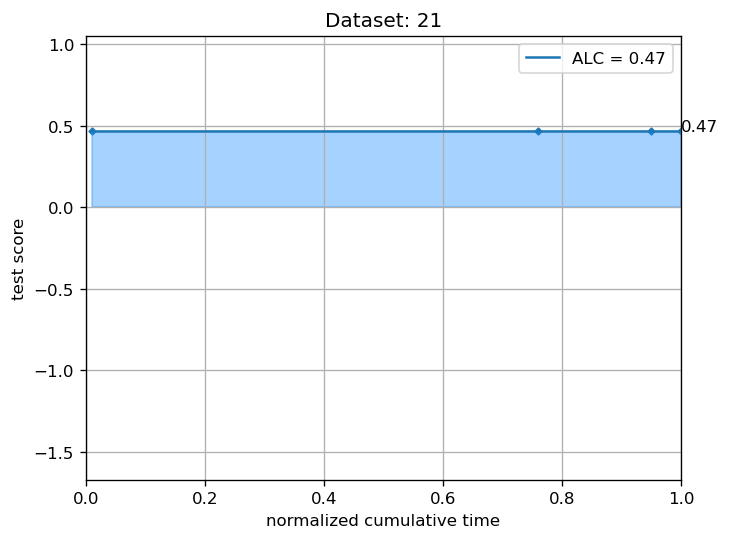 Dataset: 21
ALC = 0.47
0.47
1.0
0.5
0.0
−0.5
−1.0
−1.5
test score
0.0 0.2 0.4 0.6 0.8 1.0
normalized cumulative time